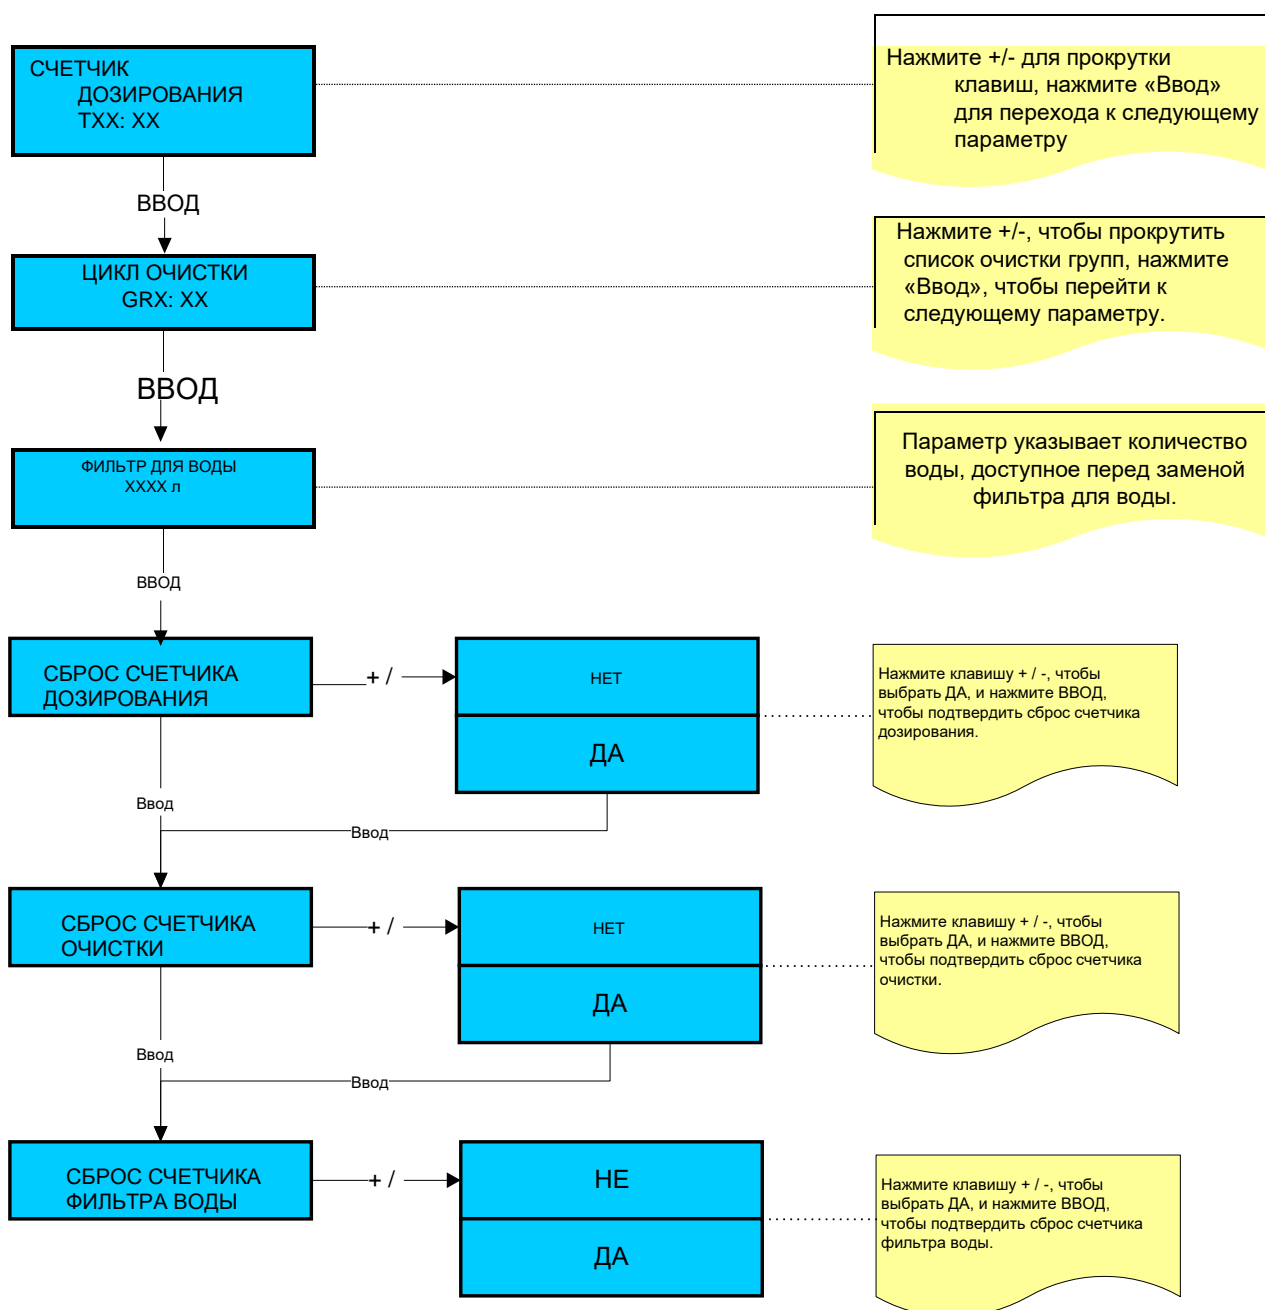 СЧЕТЧИК
ДОЗИРОВАНИЯ
TXX: XX
Нажмите +/- для прокрутки
клавиш, нажмите «Ввод»
для перехода к следующему
параметру
ВВОД
ЦИКЛ ОЧИСТКИ
GRX: XX
Нажмите +/-, чтобы прокрутить
список очистки групп, нажмите
«Ввод», чтобы перейти к
следующему параметру.
ВВОД
ФИЛЬТР ДЛЯ ВОДЫ
XXXX л
Параметр указывает количество
воды, доступное перед заменой
фильтра для воды.
ВВОД
СБРОС СЧЕТЧИКА
ДОЗИРОВАНИЯ
+ /
НЕТ
ДА
Нажмите клавишу + / -, чтобы
выбрать ДА, и нажмите ВВОД,
чтобы подтвердить сброс счетчика
дозирования.
Ввод
Ввод
СБРОС СЧЕТЧИКА
ОЧИСТКИ
+ /
НЕТ
ДА
Нажмите клавишу + / -, чтобы
выбрать ДА, и нажмите ВВОД,
чтобы подтвердить сброс счетчика
очистки.
Ввод
Ввод
СБРОС СЧЕТЧИКА
ФИЛЬТРА ВОДЫ
+ /
НЕ
ДА
Нажмите клавишу + / -, чтобы
выбрать ДА, и нажмите ВВОД,
чтобы подтвердить сброс счетчика
фильтра воды.